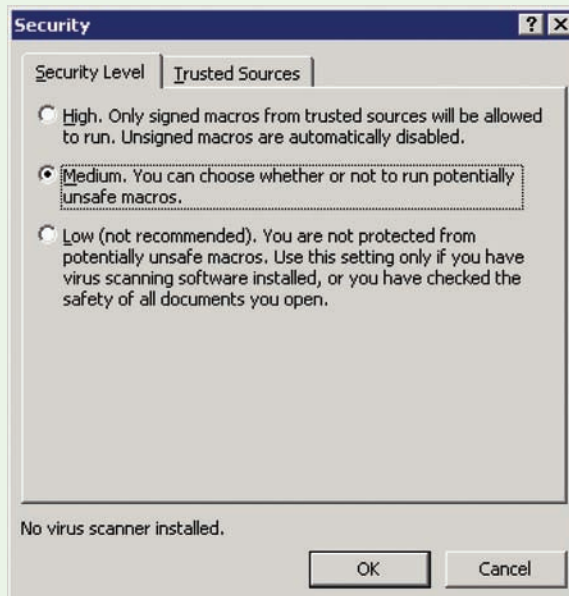 Security
Security Level Trusted Sources
High. Only signed macros from trusted sources will be allowed
to run. Unsigned macros are automatically disabled.
Medium. You can choose whether or not to run potentially
unsafe macros.
Low (not recommended). You are not protected from
potentially unsafe macros. Use this setting only if you have
virus scanning software installed, or you have checked the
safety of all documents you open.
No virus scanner installed.
OK Cancel